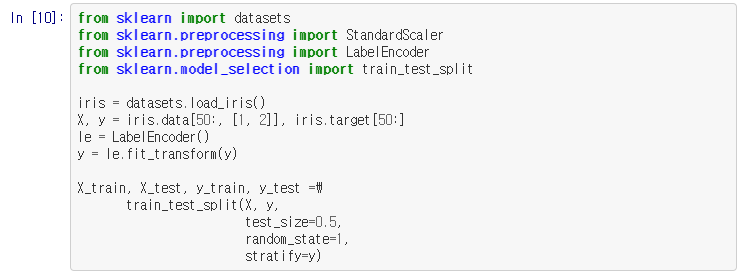 In [10]: from sklearn import datasets
from sklearn.preprocessing import StandardScaler
from sklearn.preprocessing import LabelEncoder
from sklearn.model_selection import train_test_split
iris = datasets.load_iris()
X, y = iris.data[50:, [1, 2]], iris.target[50:]
le = LabelEncoder()
y = le.fit_transform(y)
X_train, X_test, y_train, y_test =₩
train_test_split(X, y,
test_size=0.5,
random_state=1,
stratify=y)